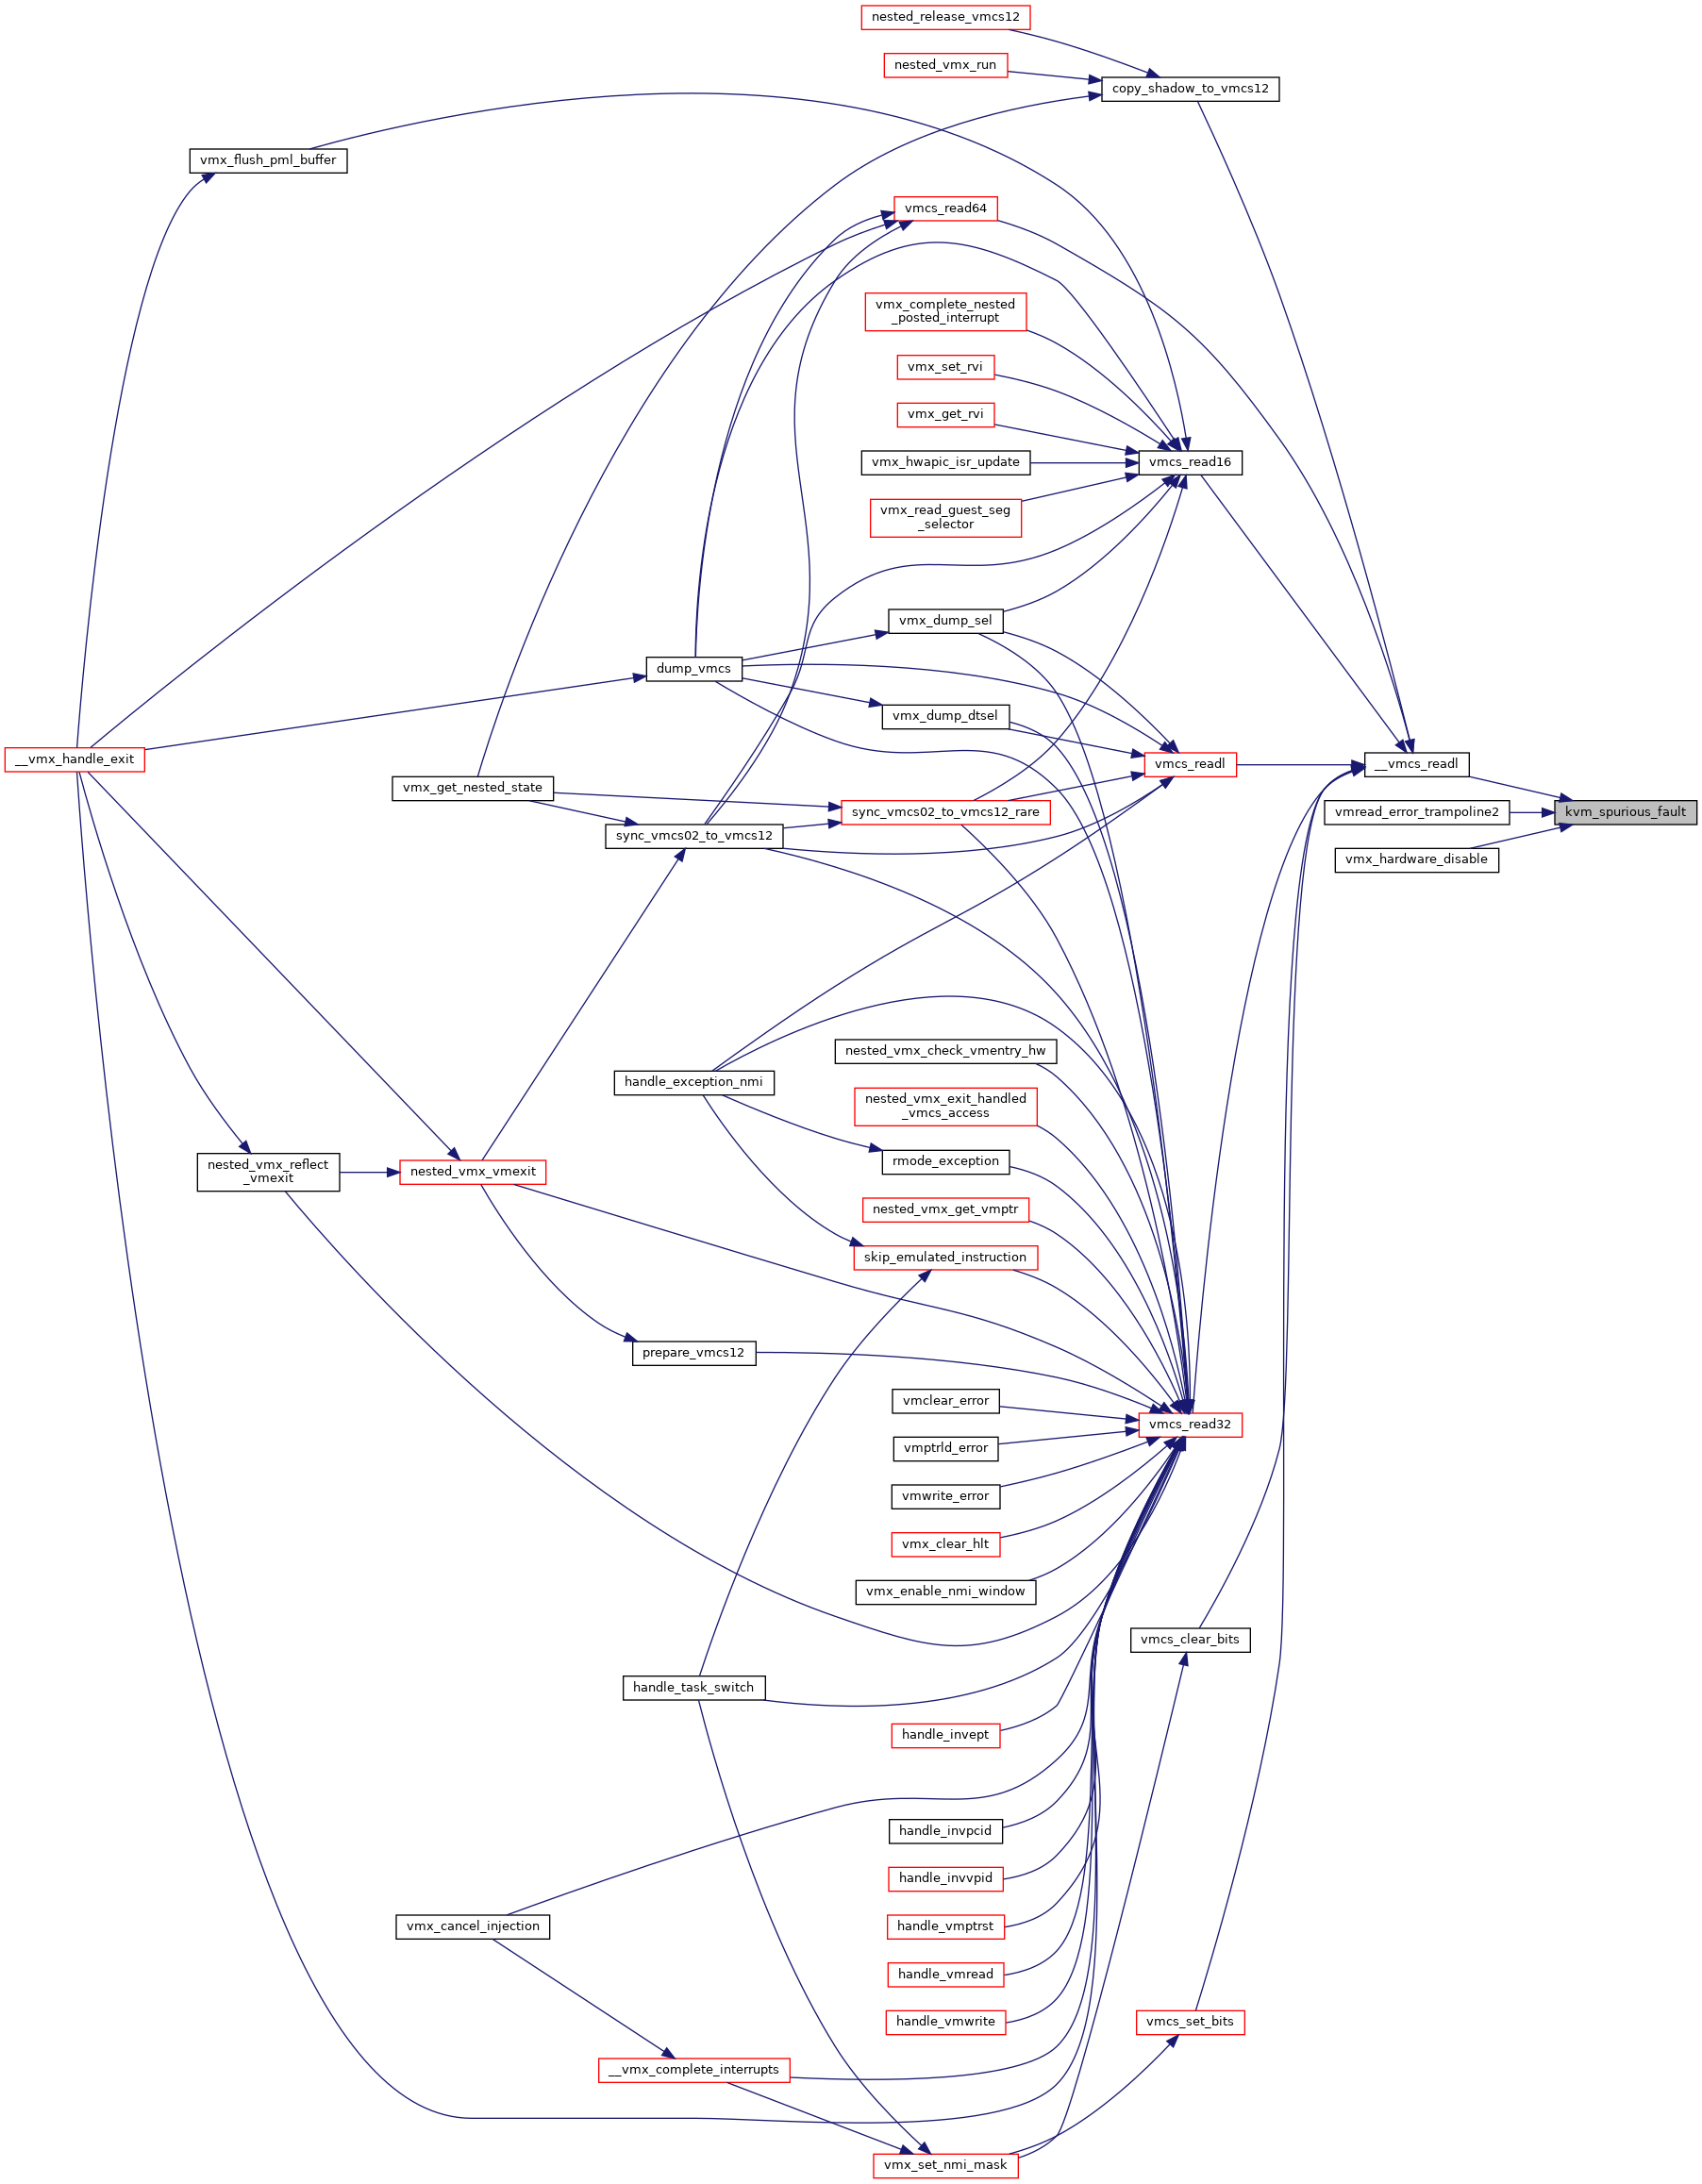 nested_release_vmcs12
nested_vmx_run
copy_shadow_to_vmcs12
vmx_flush_pml_buffer
vmcs_read64
vmx_complete_nested
_posted_interrupt
vmx_set_rvi
vmx_get_rvi
vmx_hwapic_isr_update
vmcs_read16
vmx_read_guest_seg
_selector
vmx_dump_sel
dump_vmcs
vmx_dump_dtsel
__vmx_handle_exit
vmcs_readl
__vmcs_readl
vmx_get_nested_state
sync_vmcs02_to_vmcs12_rare
vmread_error_trampoline2
kvm_spurious_fault
sync_vmcs02_to_vmcs12
vmx_hardware_disable
nested_vmx_check_vmentry_hw
handle_exception_nmi
nested_vmx_exit_handled
_vmcs_access
rmode_exception
nested_vmx_reflect
_vmexit
nested_vmx_vmexit
nested_vmx_get_vmptr
skip_emulated_instruction
prepare_vmcs12
vmclear_error
vmcs_read32
vmptrld_error
vmwrite_error
vmx_clear_hlt
vmx_enable_nmi_window
vmcs_clear_bits
handle_task_switch
handle_invept
handle_invpcid
handle_invvpid
vmx_cancel_injection
handle_vmptrst
handle_vmread
handle_vmwrite
vmcs_set_bits
__vmx_complete_interrupts
vmx_set_nmi_mask